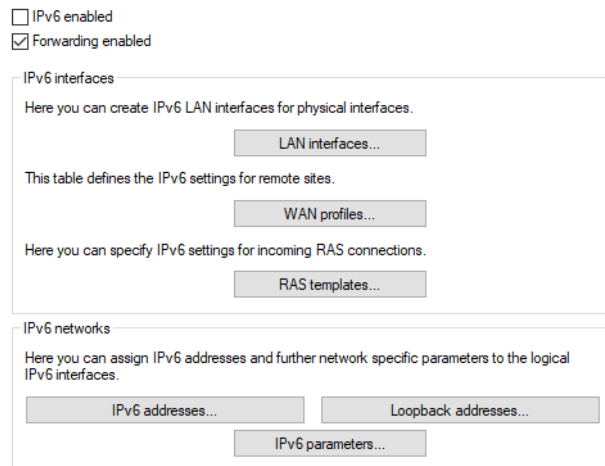 IPv6 enabled
Forwarding enabled
IPv6 interfaces
Here you can create IPv6 LAN interfaces for physical interfaces.
LAN interfaces...
This table defines the IPv6 settings for remote sites.
WAN profiles...
Here you can specify IPv6 settings for incoming RAS connections.
RAS templates...
IPv6 networks
Here you can assign IPv6 addresses and further network specific parameters to the logical
IPv6 interfaces.
IPv6 addresses... Loopback addresses...
IPv6 parameters...